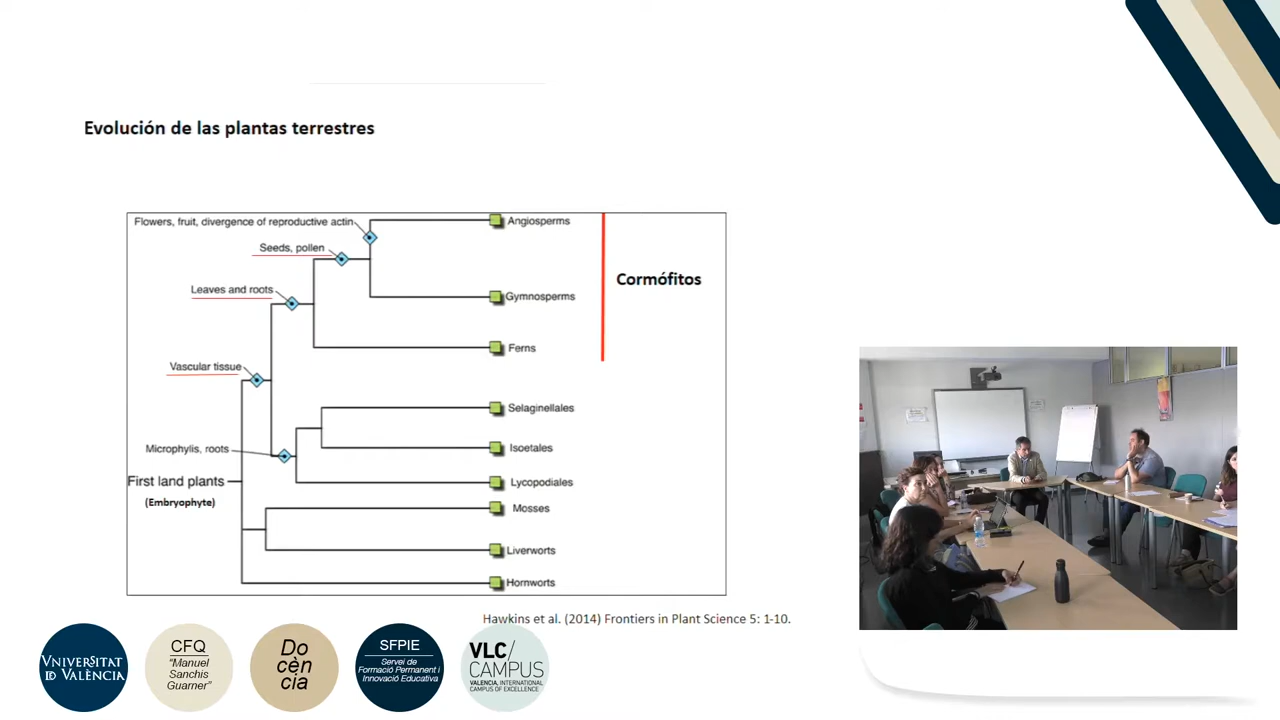 Evolución de las plantas terrestres
Flowers, fruit, divergence of reproductive actin
Angiosperms
Seeds, pollen
Cormófitos
Leaves and roots
Gymnosperms
Ferns
Vascular tissue
Selaginellales
Microphylis, roots
Isoetales
First land plants
(Embryophyte)
Lycopodiales
Mosses
Liverworts
Hornworts
Hawkins et al. (2014) Frontiers in Plant Science 5: 1-10.
VNIVERSITAT
ID VALÈNCIA
CFQ
"Manuel
Sanchis
Guarner"
Do
cèn
cia
SFPIE
Servei de
Formació Permanent i
Innovació Educativa
VLC/
CAMPUS
VALENCIA, INTERNATIONAL
CAMPUS OF EXCELLENCE